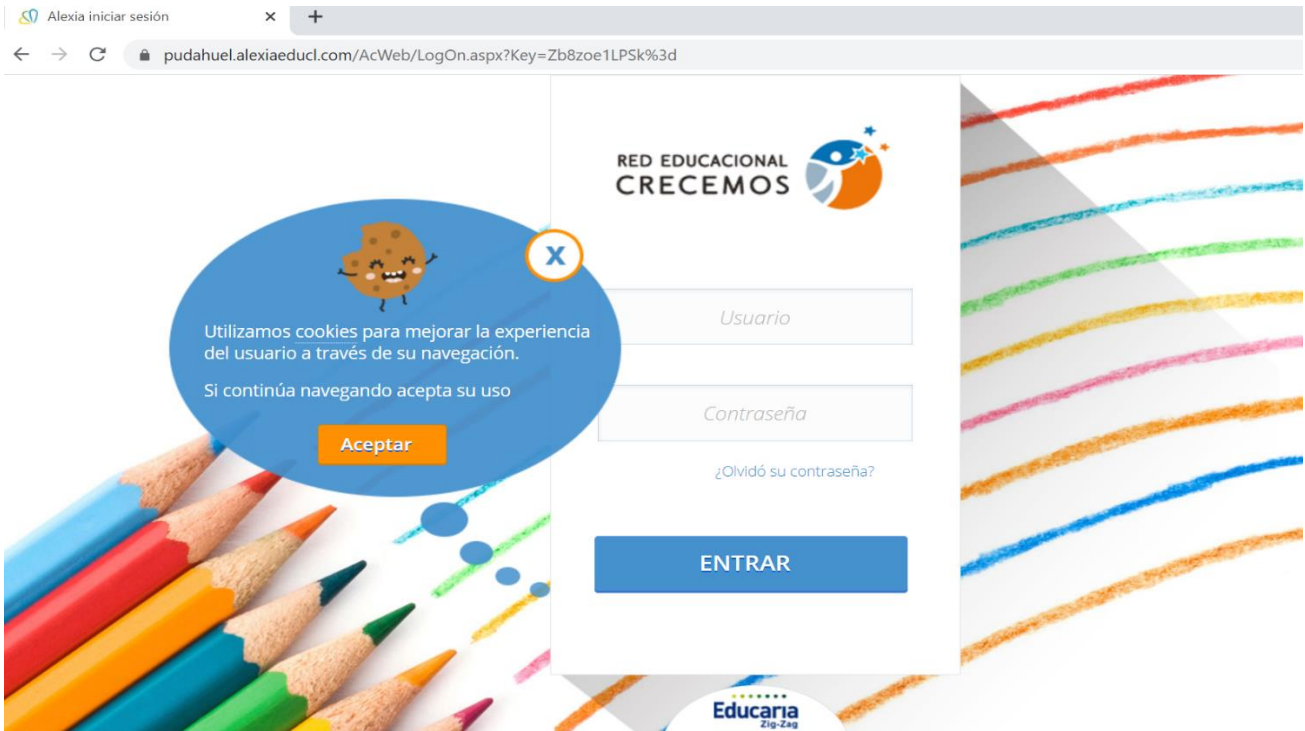 Alexia iniciar sesión
pudahuel.alexiaeducl.com/AcWeb/LogOn.aspx?Key=Zb8zoe1LPSk%3d
RED EDUCACIONAL
CRECEMOS
X
Utilizamos cookies para mejorar la experiencia
del usuario a través de su navegación.
Si continúa navegando acepta su uso
Aceptar
Usuario
Contraseña
¿Olvidó su contraseña?
ENTRAR
Educaria
Zig-Zag